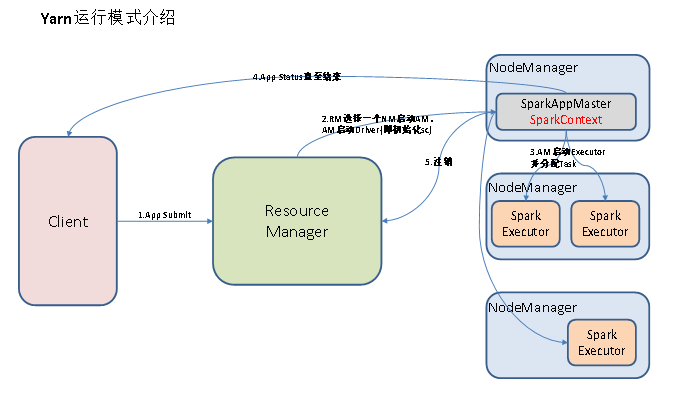 Yarn运行模式介绍
4.App Status直至结束
NodeManager
SparkAppMaster
SparkContext
2.RM选择一个NM启动AM，
AM启动Driver(即初始化sc)
3.AM启动Executor
并分配Task
5.注销
NodeManager
Client
1.App Submit
Resource
Manager
Spark
Executor
Spark
Executor
NodeManager
Spark
Executor